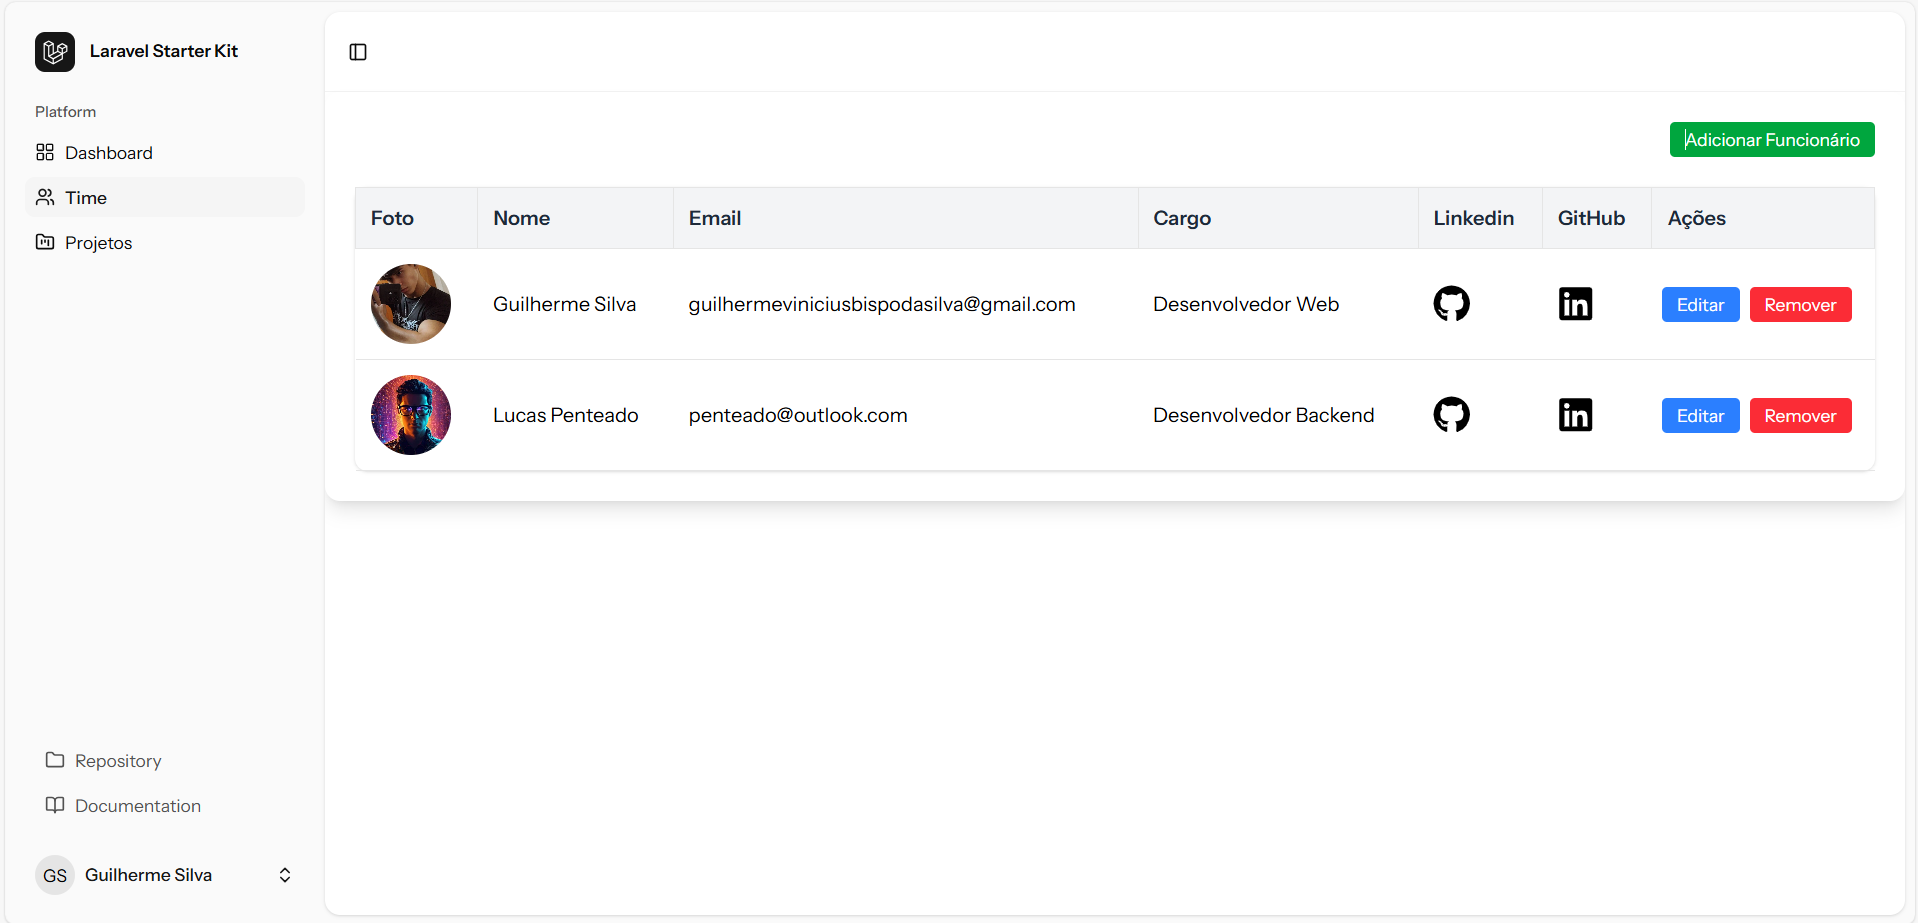 Laravel Starter Kit
Platform
Dashboard
Time
Projetos
Repository
Documentation
GS Guilherme Silva
Adicionar Funcionário
Foto Nome Email Cargo Linkedin GitHub Ações
Guilherme Silva guilhermeviniciusbispodasilva@gmail.com Desenvolvedor Web in Editar Remover
Lucas Penteado penteado@outlook.com Desenvolvedor Backend in Editar Remover